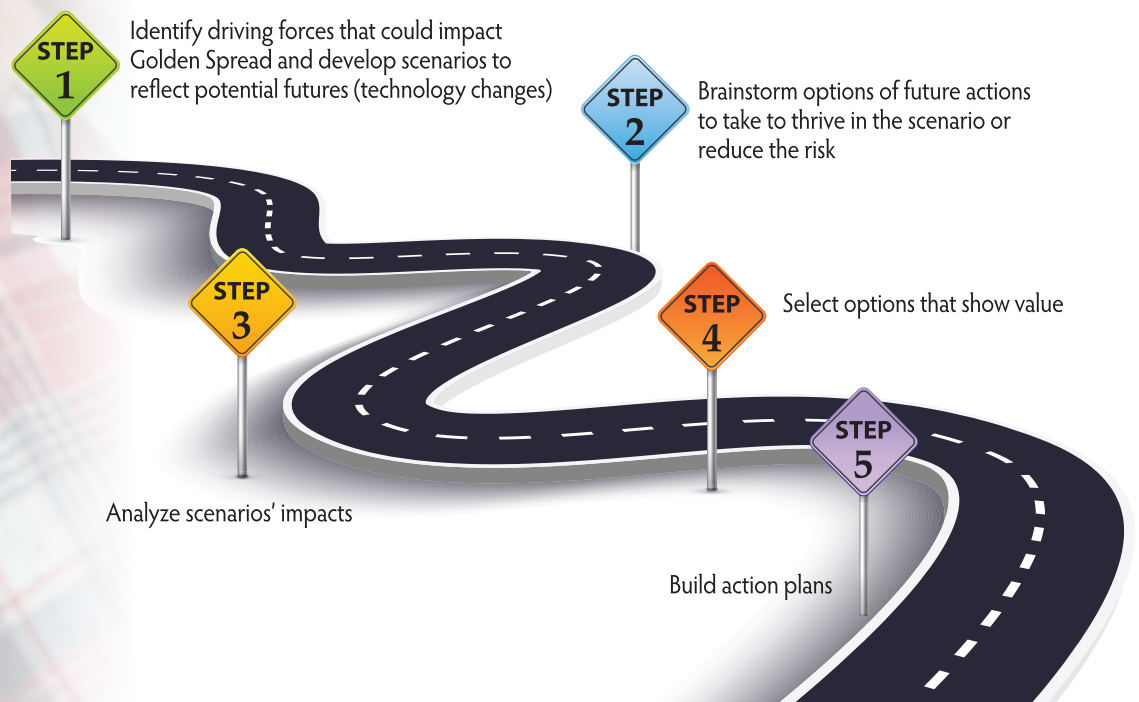 STEP
1
Identify driving forces that could impact
Golden Spread and develop scenarios to
reflect potential futures (technology changes)
STEP
2
Brainstorm options of future actions
to take to thrive in the scenario or
reduce the risk
STEP
3
Analyze scenarios' impacts
STEP
4
Select options that show value
STEP
5
Build action plans